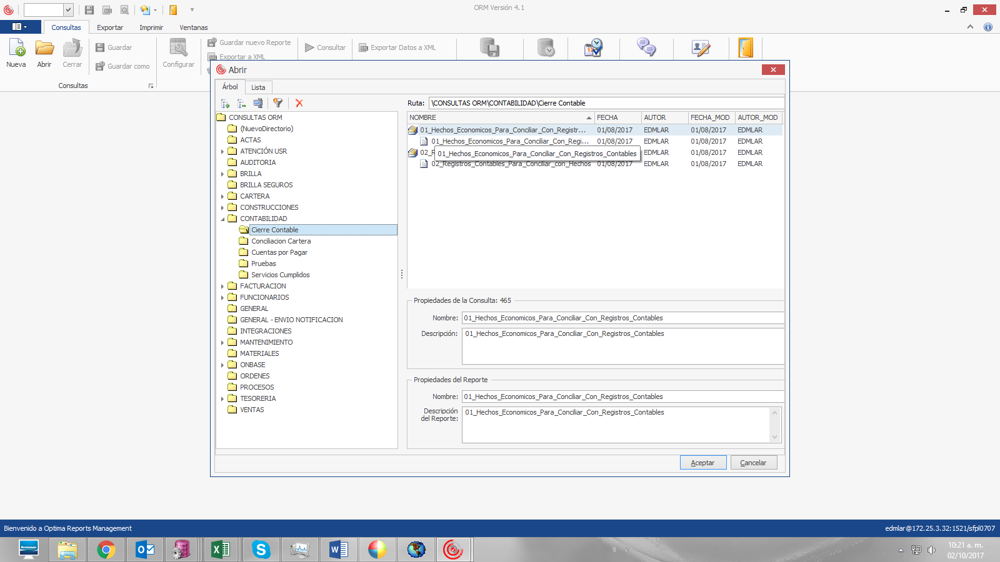 ORM Versión 4.1
Consultas
Exportar
Imprimir
Ventanas
Nueva
Abrir
Cerrar
Guardar
Guardar como
Configurar
Guardar nuevo Reporte
Exportar a XML
Consultar
Exportar Datos a XML
Consultas
Abrir
Árbol
Lista
CONSULTAS ORM
(NuevoDirectorio)
ACTAS
ATENCIÓN USR
AUDITORIA
BRILLA
BRILLA SEGUROS
CARTERA
CONSTRUCCIONES
CONTABILIDAD
Cierre Contable
Conciliacion Cartera
Cuentas por Pagar
Pruebas
Servicios Cumplidos
FACTURACION
FUNCIONARIOS
GENERAL
GENERAL - ENVIO NOTIFICACION
INTEGRACIONES
MANTENIMIENTO
MATERIALES
ONBASE
ORDENES
PROCESOS
TESORERIA
VENTAS
Ruta: \CONSULTAS ORM\CONTABILIDAD\Cierre Contable
NOMBRE FECHA AUTOR FECHA_MOD AUTOR_MOD
01_Hechos_Economicos_Para_Conciliar_Con_Registr... 01/08/2017 EDMLAR 01/08/2017 EDMLAR
01_Hechos_Economicos_Para_Conciliar_Con_Regi... 01/08/2017 EDMLAR 01/08/2017 EDMLAR
02_R EDMLAR 01/08/2017 EDMLAR
01_Hechos_Economicos_Para_Conciliar_Con_Registros_Contables
02_Registros_Contables_Para_Conciliar_con_Hechos 01/08/2017 EDMLAR 01/08/2017 EDMLAR
Propiedades de la Consulta: 465
Nombre: 01_Hechos_Economicos_Para_Conciliar_Con_Registros_Contables
Descripción: 01_Hechos_Economicos_Para_Conciliar_Con_Registros_Contables
Propiedades del Reporte
Nombre: 01_Hechos_Economicos_Para_Conciliar_Con_Registros_Contables
Descripción del Reporte: 01_Hechos_Economicos_Para_Conciliar_Con_Registros_Contables
Aceptar
Cancelar
Bienvenido a Optima Reports Management
edmlar@172.25.3.32:1521/sfpl0707
lenovo
10:21 a. m.
02/10/2017